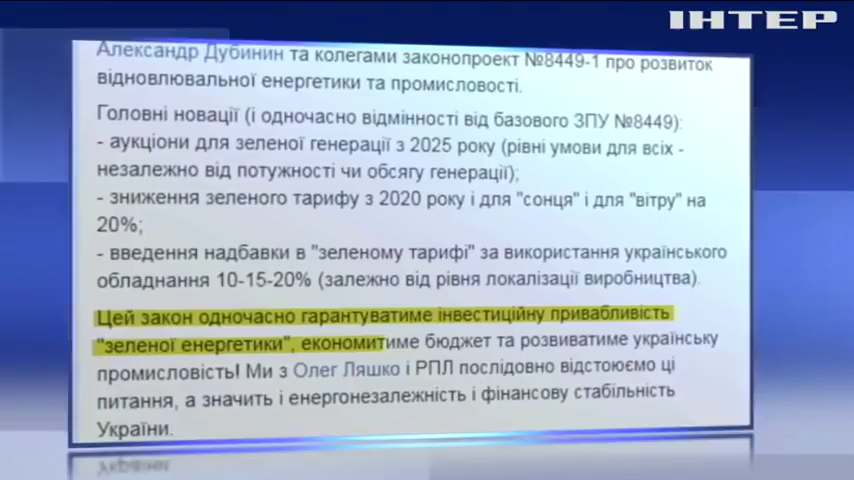 ІНТЕР
Александр Дубинин та колегами законопроект №8449-1 про розвиток
відновлювальної енергетики та промисловості.
Головні новації (і одночасно відмінності від базового ЗПУ №8449):
- аукціони для зеленої генерації з 2025 року (рівні умови для всіх -
незалежно від потужності чи обсягу генерації);
- зниження зеленого тарифу з 2020 року і для "сонця" і для "вітру" на
20%;
- введення надбавки в "зеленому тарифі" за використання українського
обладнання 10-15-20% (залежно від рівня локалізації виробництва).
Цей закон одночасно гарантуватиме інвестиційну привабливість
"зеленої енергетики", економитиме бюджет та розвиватиме українську
промисловість! Ми з Олег Ляшко і РПЛ послідовно відстоюємо ці
питання, а значить і енергонезалежність і фінансову стабільність
України.